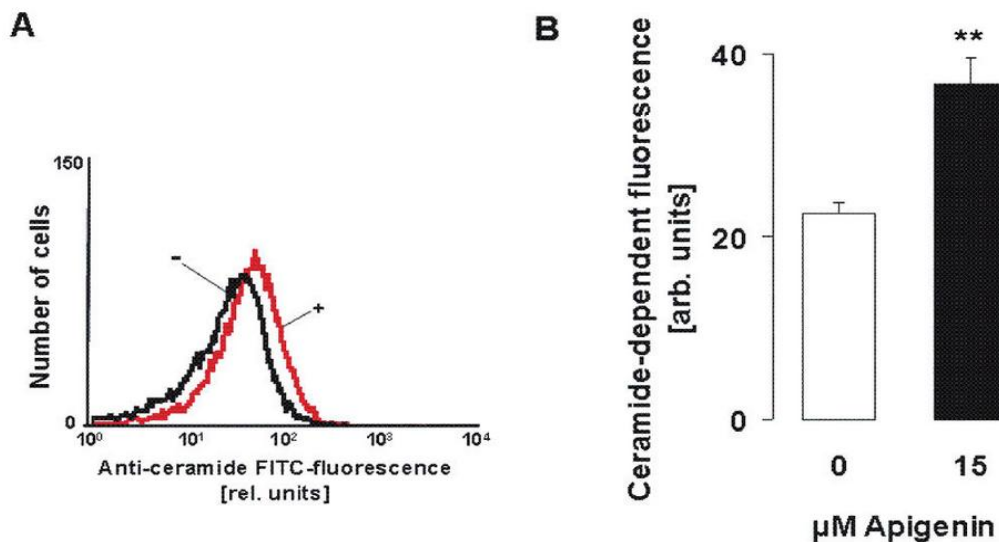 A
150
Number of cells
0
-
+
10⁰ 10¹ 10² 10³ 10⁴
Anti-ceramide FITC-fluorescence
[rel. units]
B
Ceramide-dependent fluorescence
[arb. units]
40
20
0
**
0 15
µM Apigenin